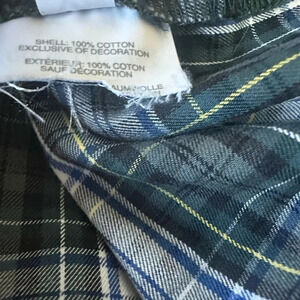 SHELL: 100% COTTON
EXCLUSIVE OF DECORATION
EXTÉRIEUR: 100% COTON
SAUF DÉCORATION